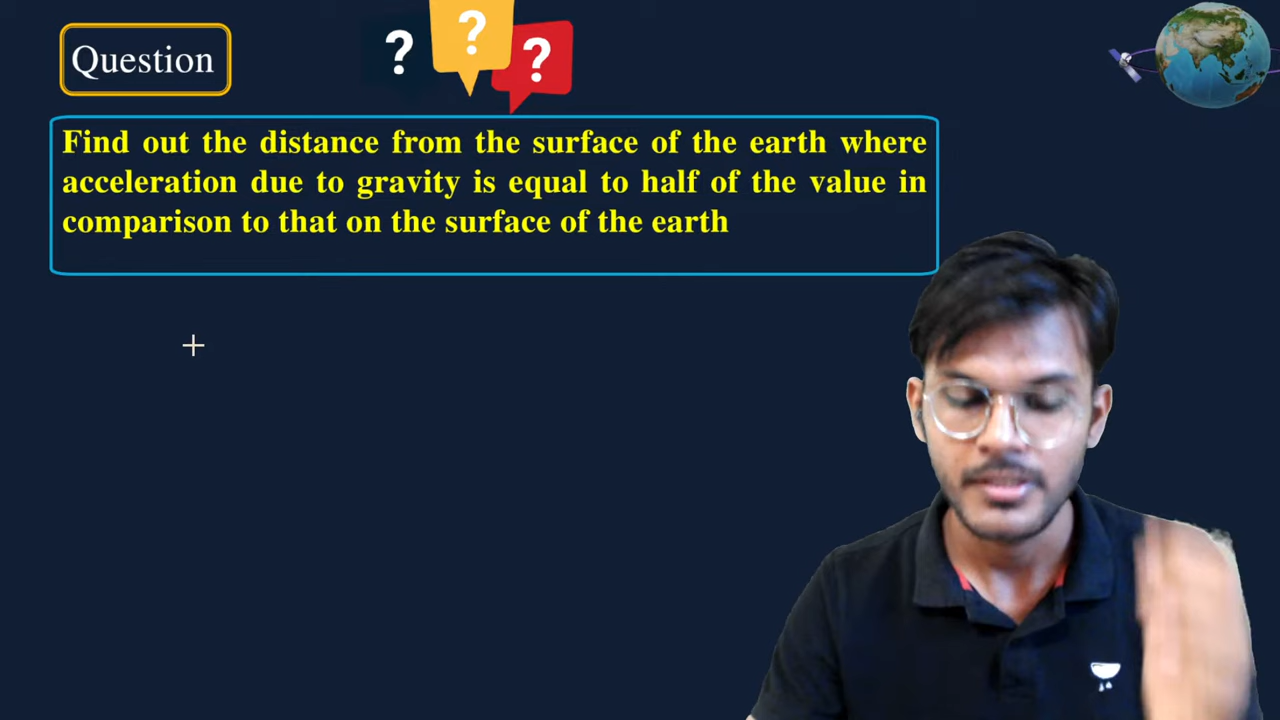 Question
? ? ?
Find out the distance from the surface of the earth where
acceleration due to gravity is equal to half of the value in
comparison to that on the surface of the earth